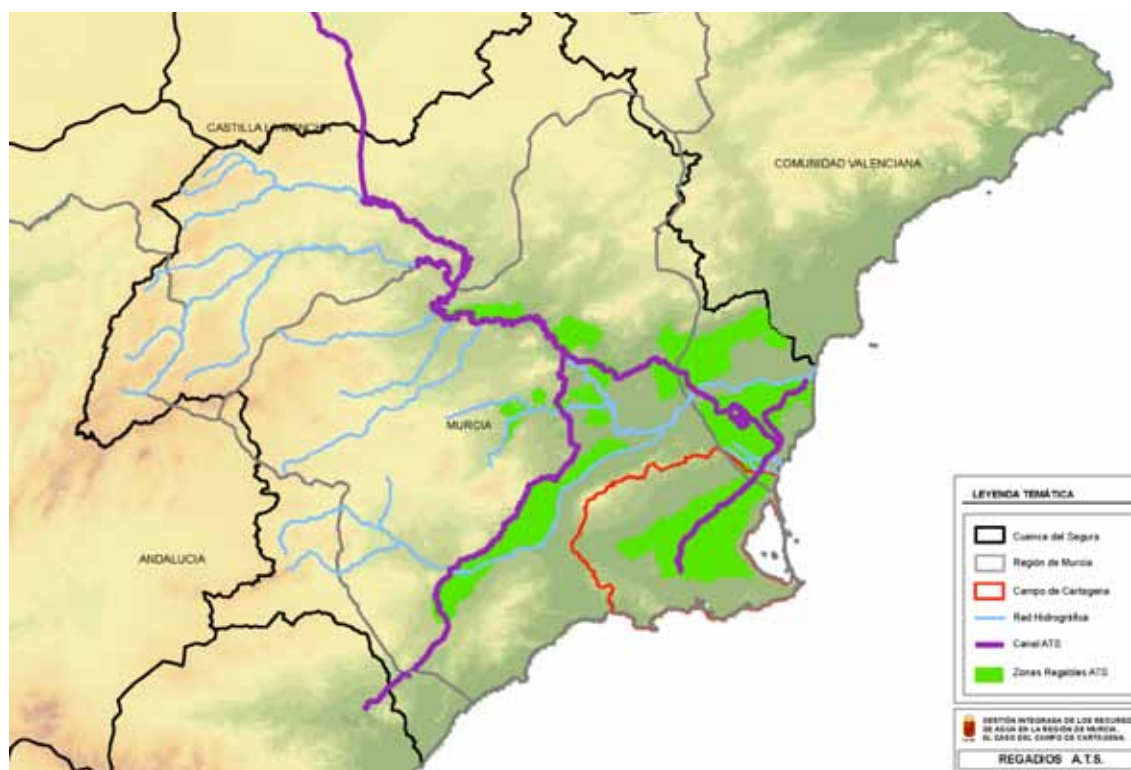 CASTILLA LA MANCHA
COMUNIDAD VALENCIANA
MURCIA
ANDALUCIA
LEYENDA TEMÁTICA
Cuenca del Segura
Región de Murcia
Campo de Cartagena
Red Hidrográfica
Canal ATS
Zonas Regables ATS
GESTIÓN INTEGRADA DE LOS RECURSO
DE AGUA EN LA REGIÓN DE MURCIA.
EL CASO DEL CAMPO DE CARTAGENA.
REGADIOS A.T.S.